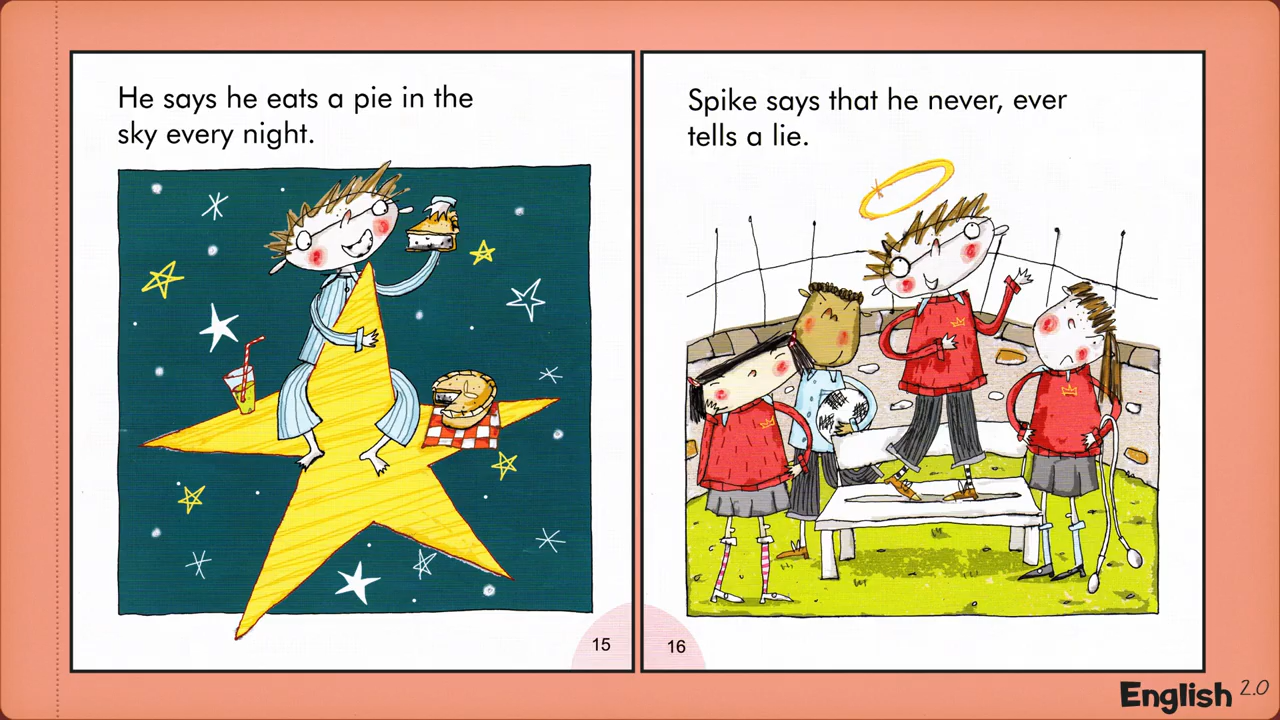 He says he eats a pie in the
sky every night.
15
Spike says that he never, ever
tells a lie.
16
English 2.0